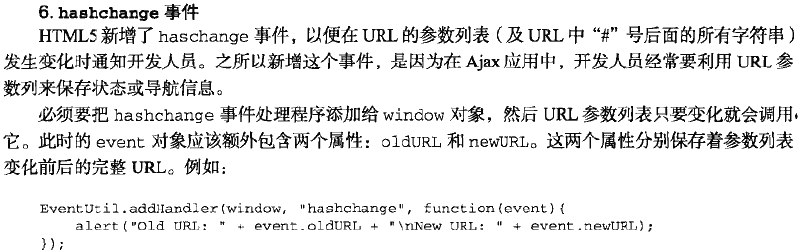 6. hashchange 事件
HTML5 新增了 haschange 事件，以便在 URL 的参数列表（及 URL 中“#”号后面的所有字符串）
发生变化时通知开发人员。之所以新增这个事件，是因为在 Ajax 应用中，开发人员经常要利用 URL 参
数列来保存状态或导航信息。
必须要把 hashchange 事件处理程序添加给 window 对象，然后 URL 参数列表只要变化就会调用
它。此时的 event 对象应该额外包含两个属性：oldURL 和 newURL。这两个属性分别保存着参数列表
变化前后的完整 URL。例如：
EventUtil.addHandler(window, "hashchange", function(event){
alert("Old URL: " + event.oldURL + "\nNew URL: " + event.newURL);
});